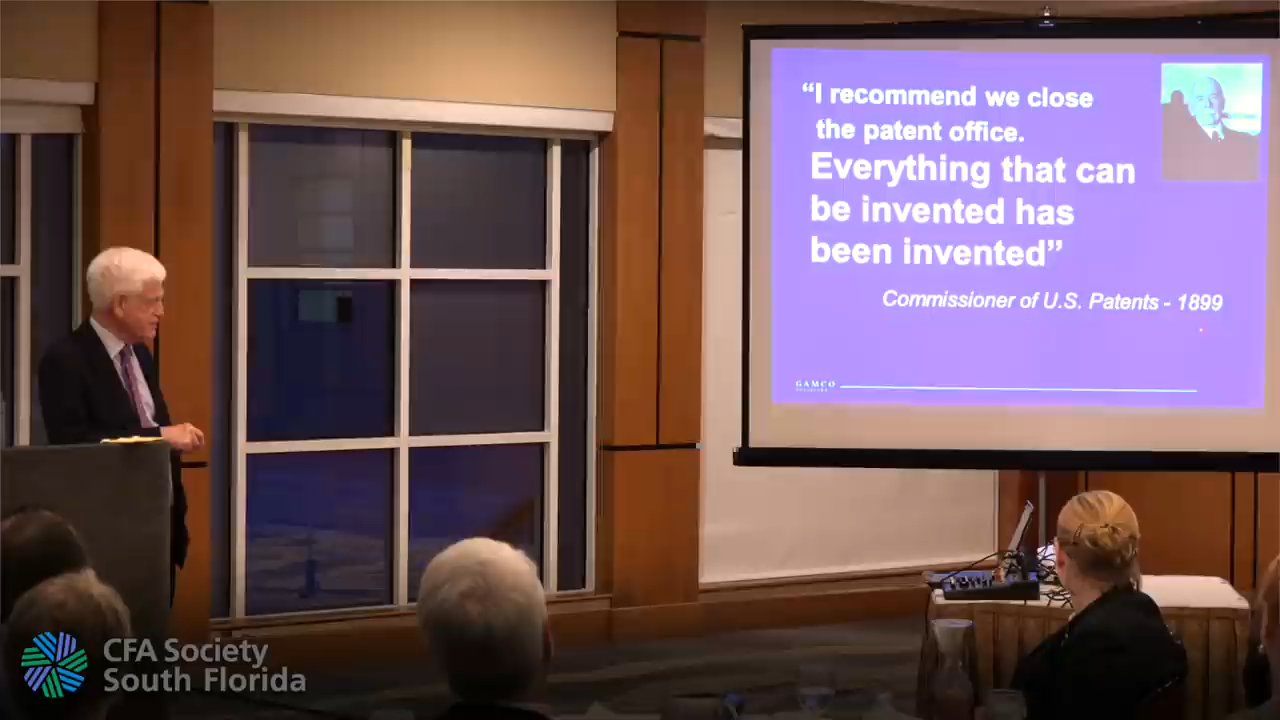 “I recommend we close
the patent office.
Everything that can
be invented has
been invented”
Commissioner of U.S. Patents - 1899
GAMCO
CFA Society
South Florida